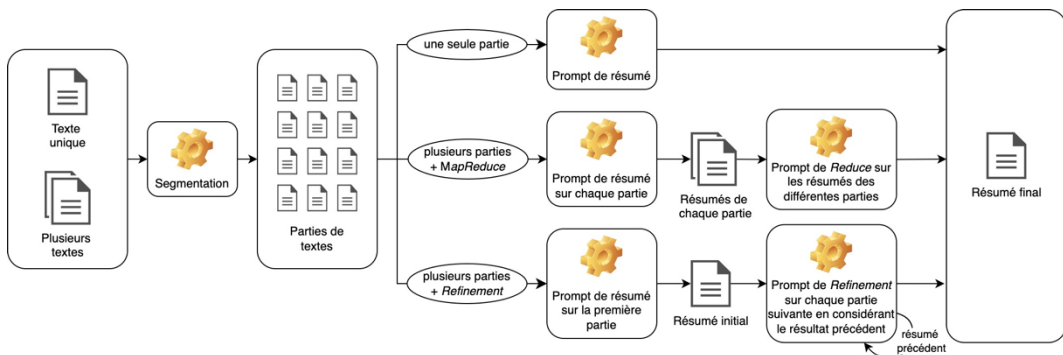 Texte
unique
Plusieurs
textes
Segmentation
Parties de
textes
une seule partie
Prompt de résumé
plusieurs parties
+ MapReduce
Prompt de résumé
sur chaque partie
Résumés de
chaque partie
Prompt de Reduce sur
les résumés des
différentes parties
plusieurs parties
+ Refinement
Prompt de résumé
sur la première
partie
Résumé initial
Prompt de Refinement
sur chaque partie
suivante en considérant
le résultat précédent
résumé
précédent
Résumé final